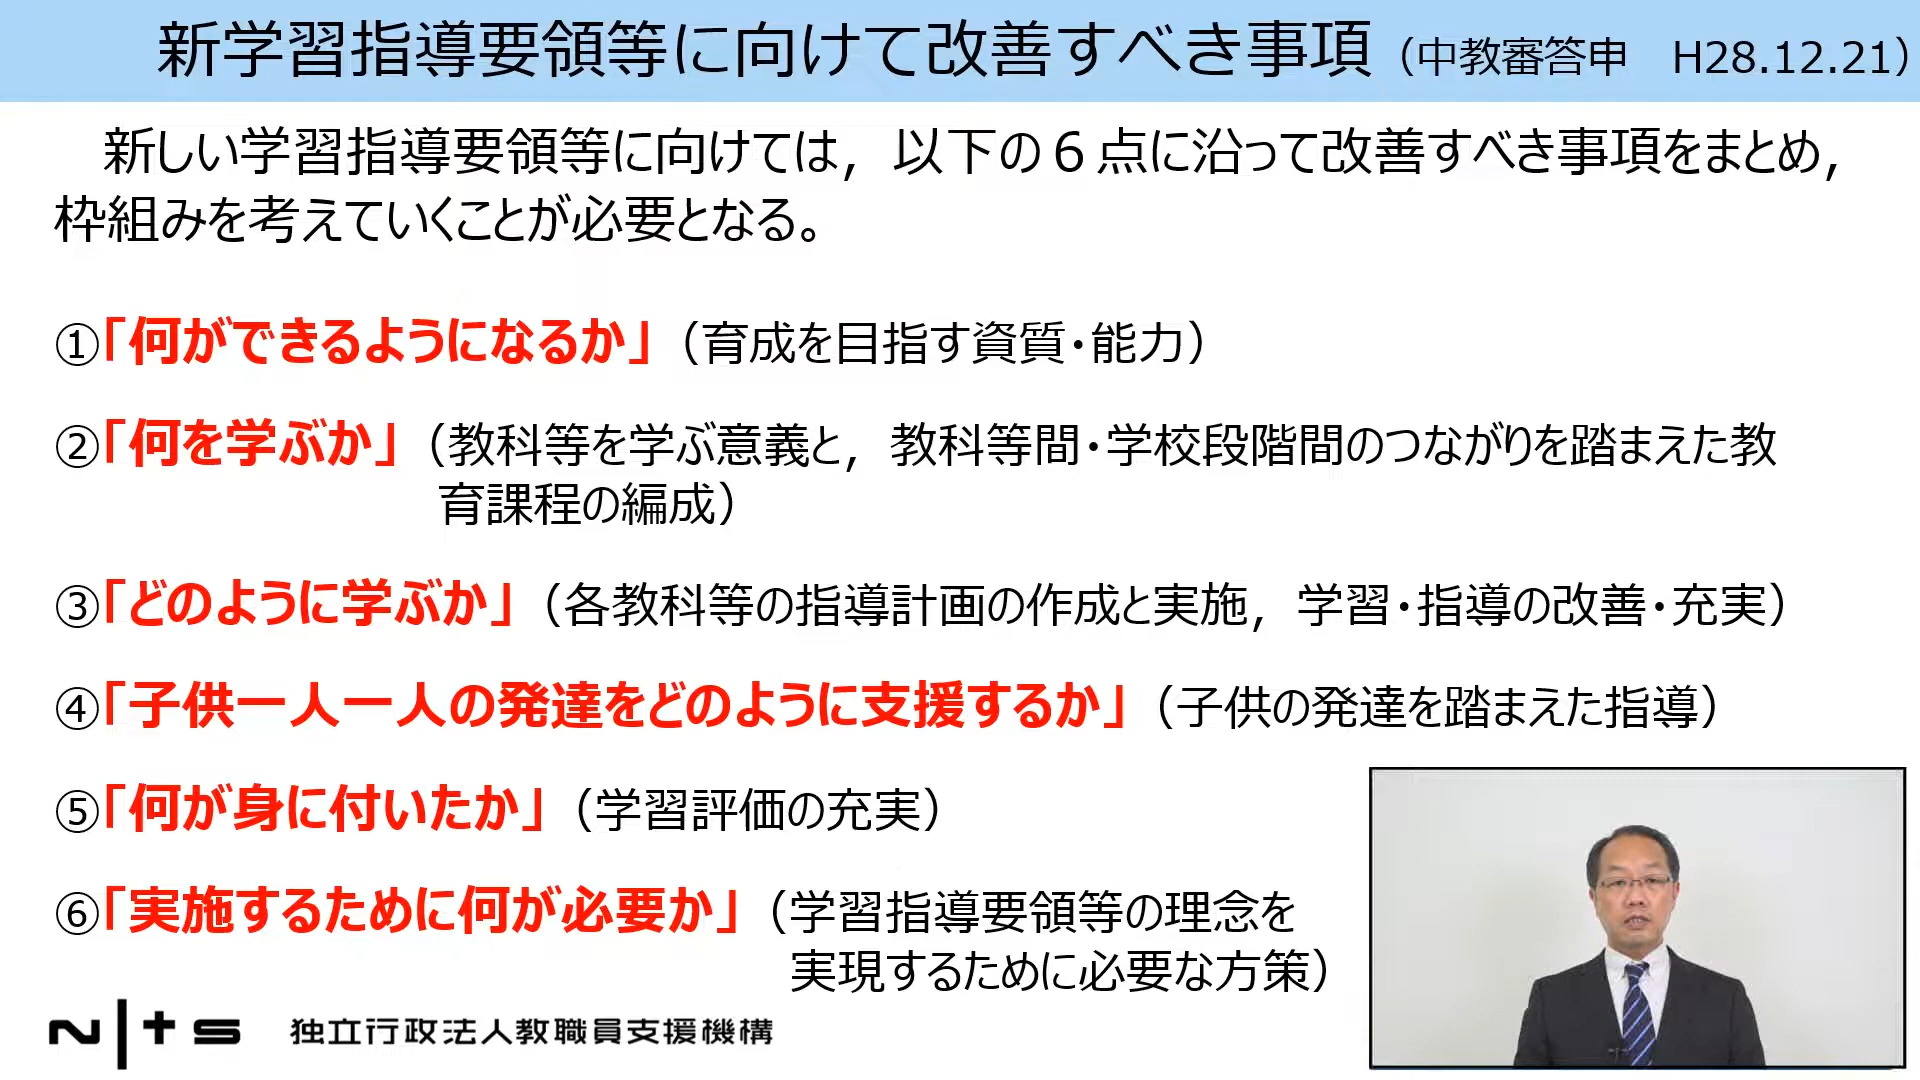 新学習指導要領等に向けて改善すべき事項（中教審答申　H28.12.21）
新しい学習指導要領等に向けては，以下の６点に沿って改善すべき事項をまとめ，
枠組みを考えていくことが必要となる。
①「何ができるようになるか」（育成を目指す資質・能力）
②「何を学ぶか」（教科等を学ぶ意義と，教科等間・学校段階間のつながりを踏まえた教
育課程の編成）
③「どのように学ぶか」（各教科等の指導計画の作成と実施，学習・指導の改善・充実）
④「子供一人一人の発達をどのように支援するか」（子供の発達を踏まえた指導）
⑤「何が身に付いたか」（学習評価の充実）
⑥「実施するために何が必要か」（学習指導要領等の理念を
実現するために必要な方策）
NITS 独立行政法人教職員支援機構